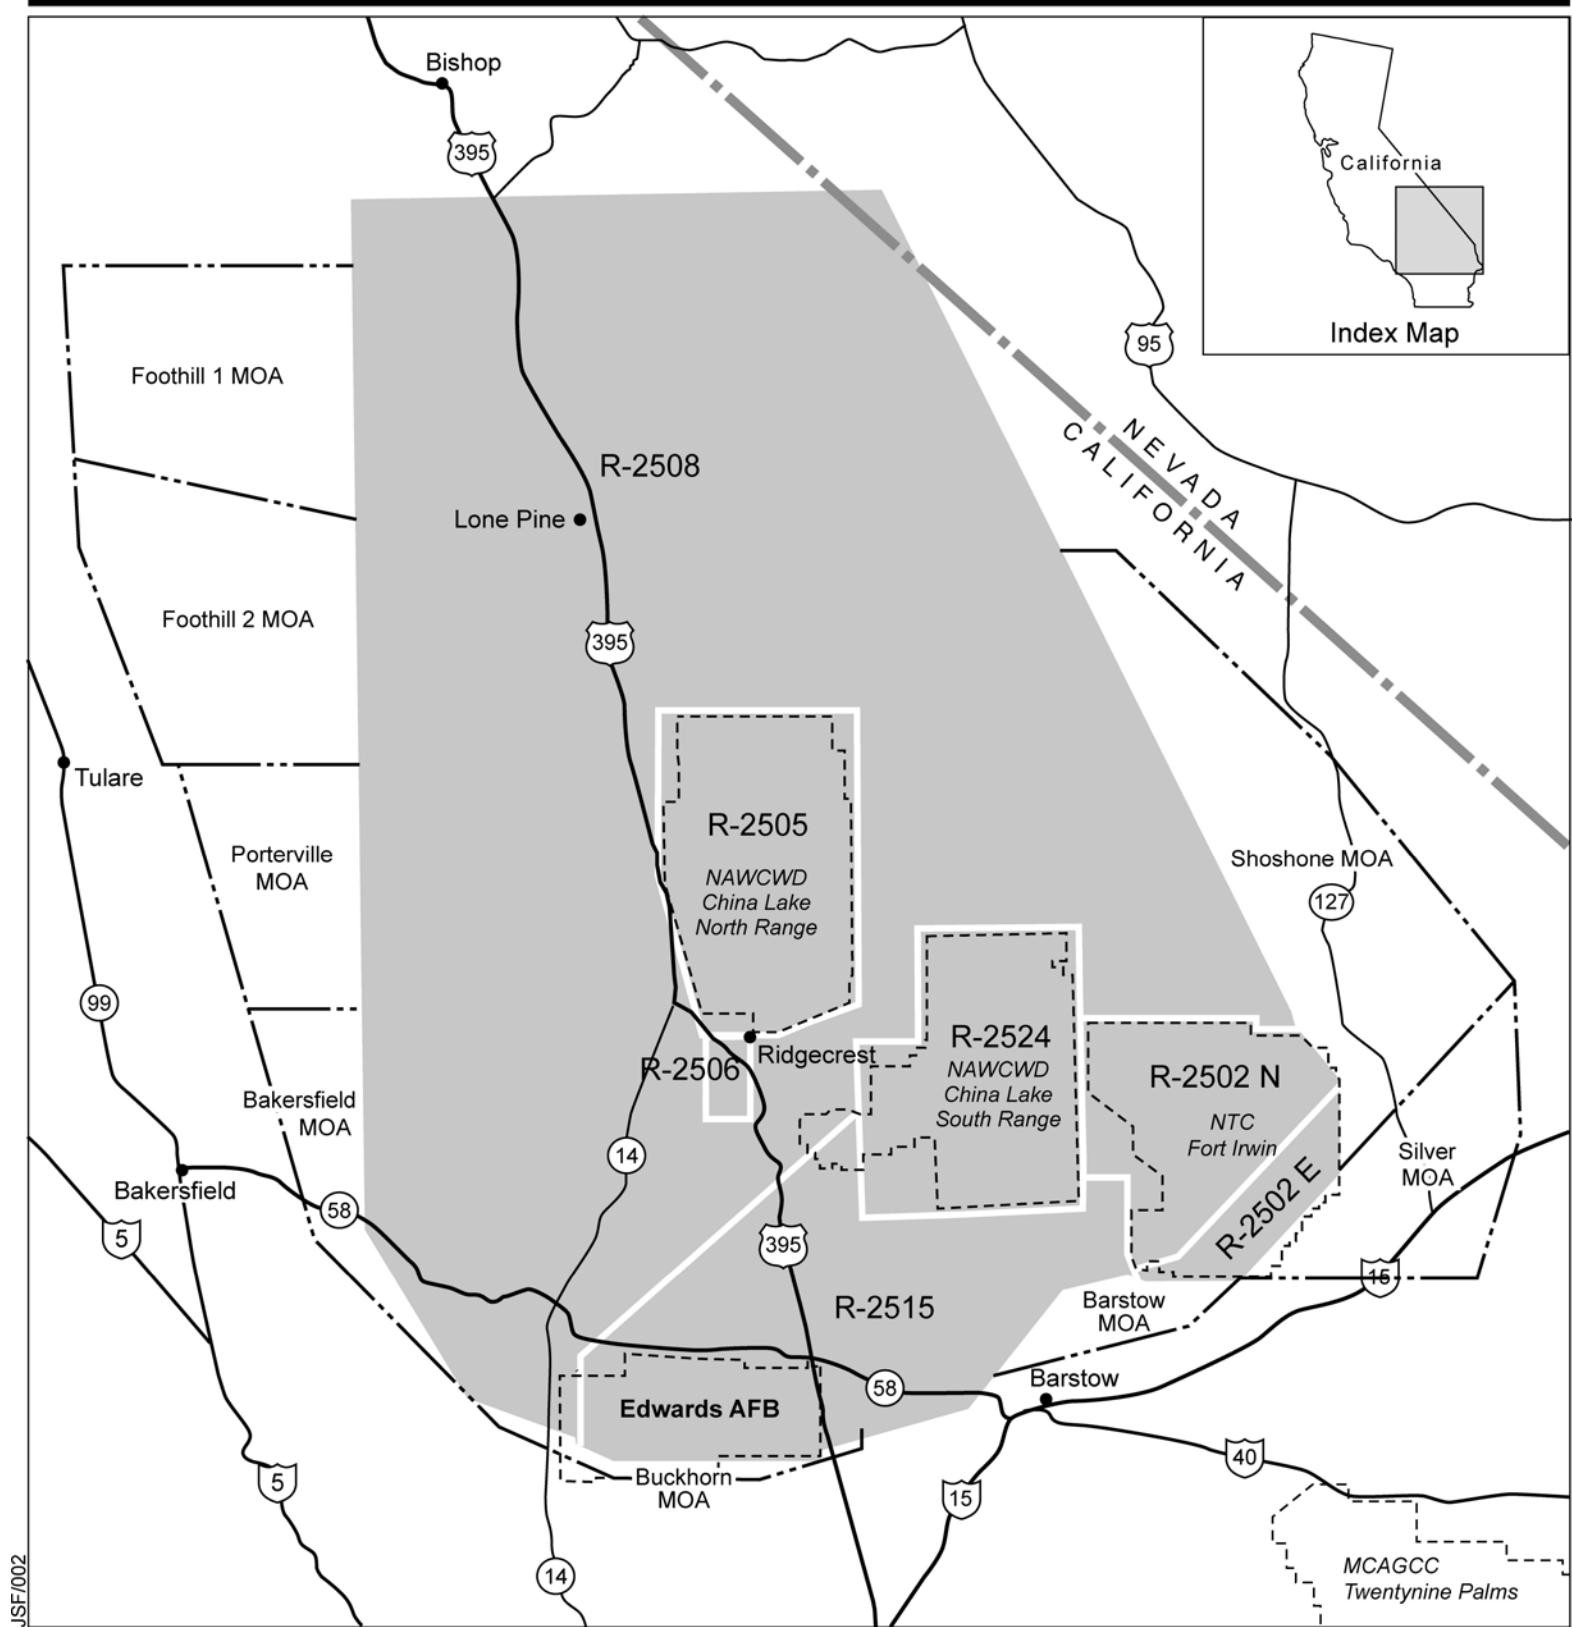 Bishop
395
California
Index Map
95
Foothill 1 MOA
NEVADA
CALIFORNIA
R-2508
Lone Pine
Foothill 2 MOA
395
Tulare
R-2505
Porterville
MOA
NAWCWD
China Lake
North Range
Shoshone MOA
127
99
R-2524
Ridgecrest
R-2506
NAWCWD
China Lake
South Range
R-2502 N
Bakersfield
MOA
NTC
Fort Irwin
14
Silver
MOA
Bakersfield
58
R-2502 E
5
395
15
R-2515
Barstow
MOA
58
Barstow
Edwards AFB
40
5
Buckhorn
MOA
15
14
MCAGCC
Twentynine Palms
JSF/002